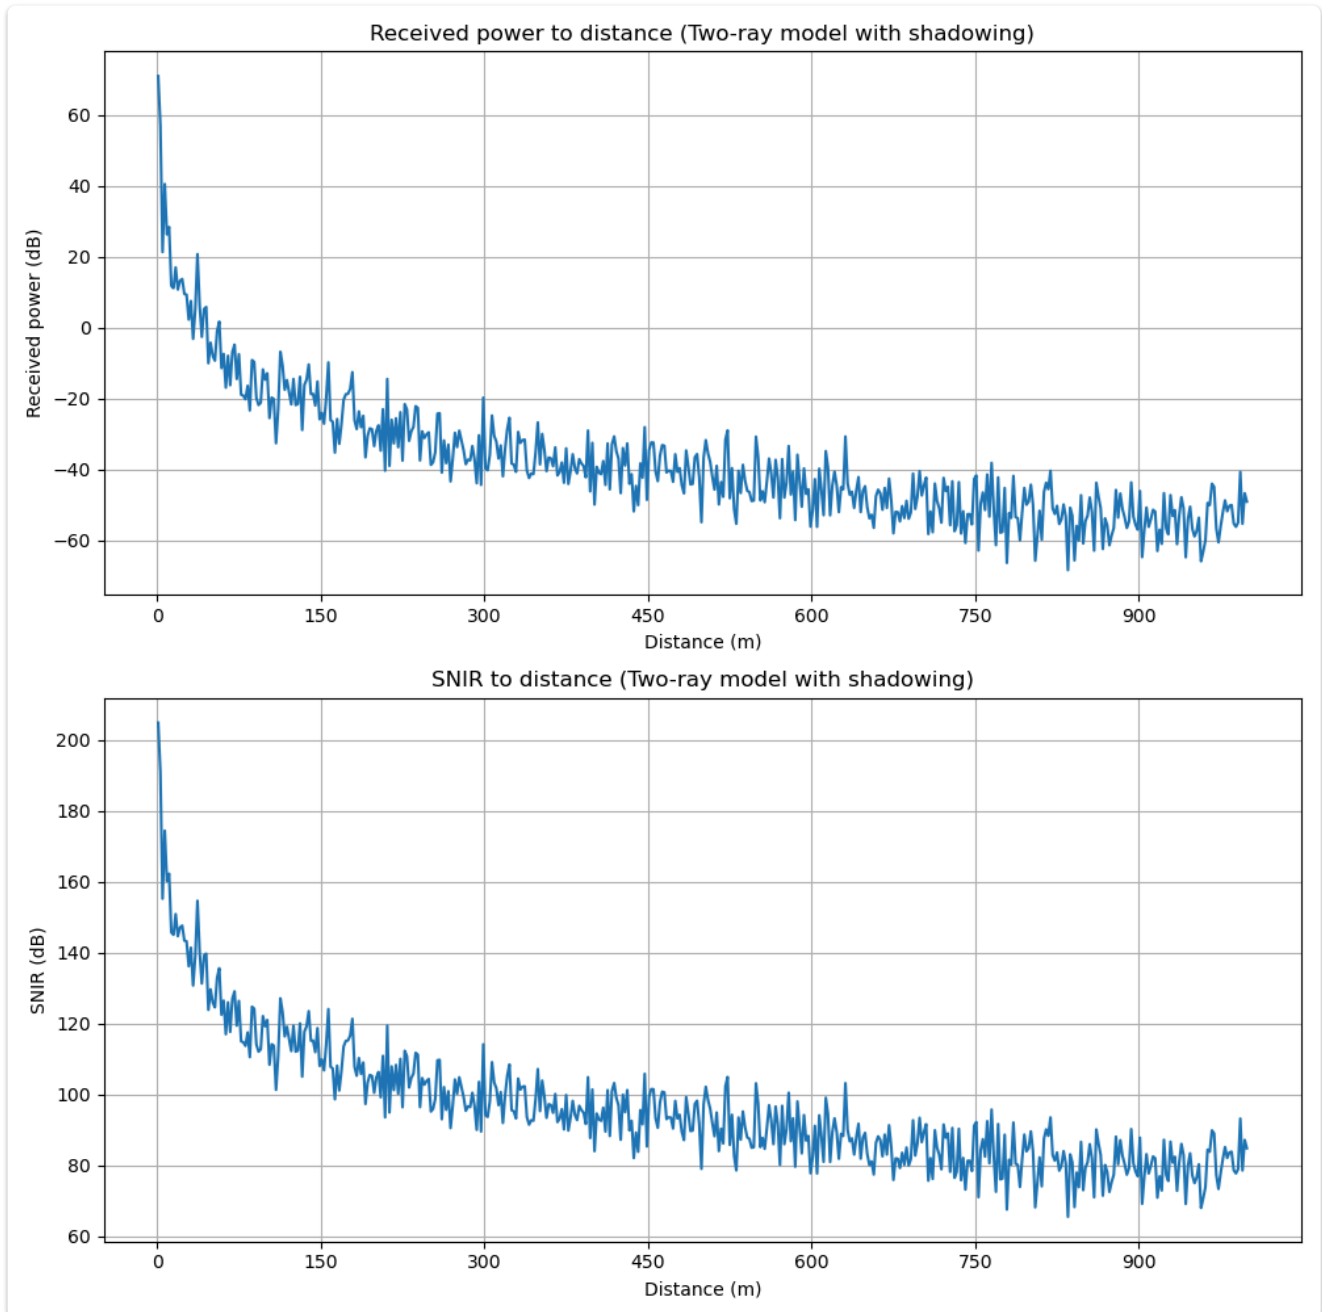 Received power to distance (Two-ray model with shadowing)
60
40
20
0
−20
−40
−60
Received power (dB)
0 150 300 450 600 750 900
Distance (m)
SNIR to distance (Two-ray model with shadowing)
200
180
160
140
120
100
80
60
SNIR (dB)
0 150 300 450 600 750 900
Distance (m)